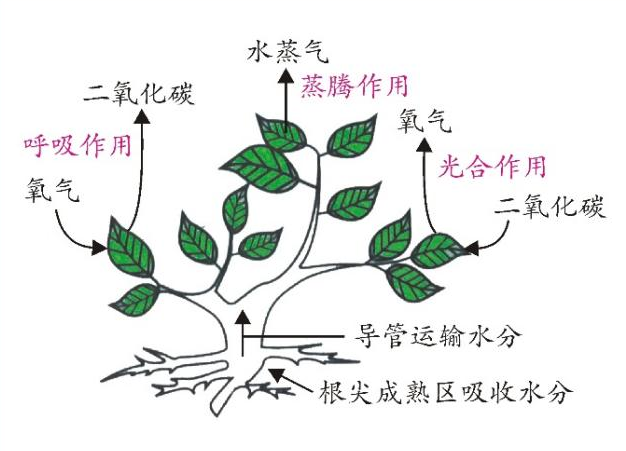 水蒸气
蒸腾作用
二氧化碳
氧气
呼吸作用
光合作用
氧气
二氧化碳
导管运输水分
根尖成熟区吸收水分